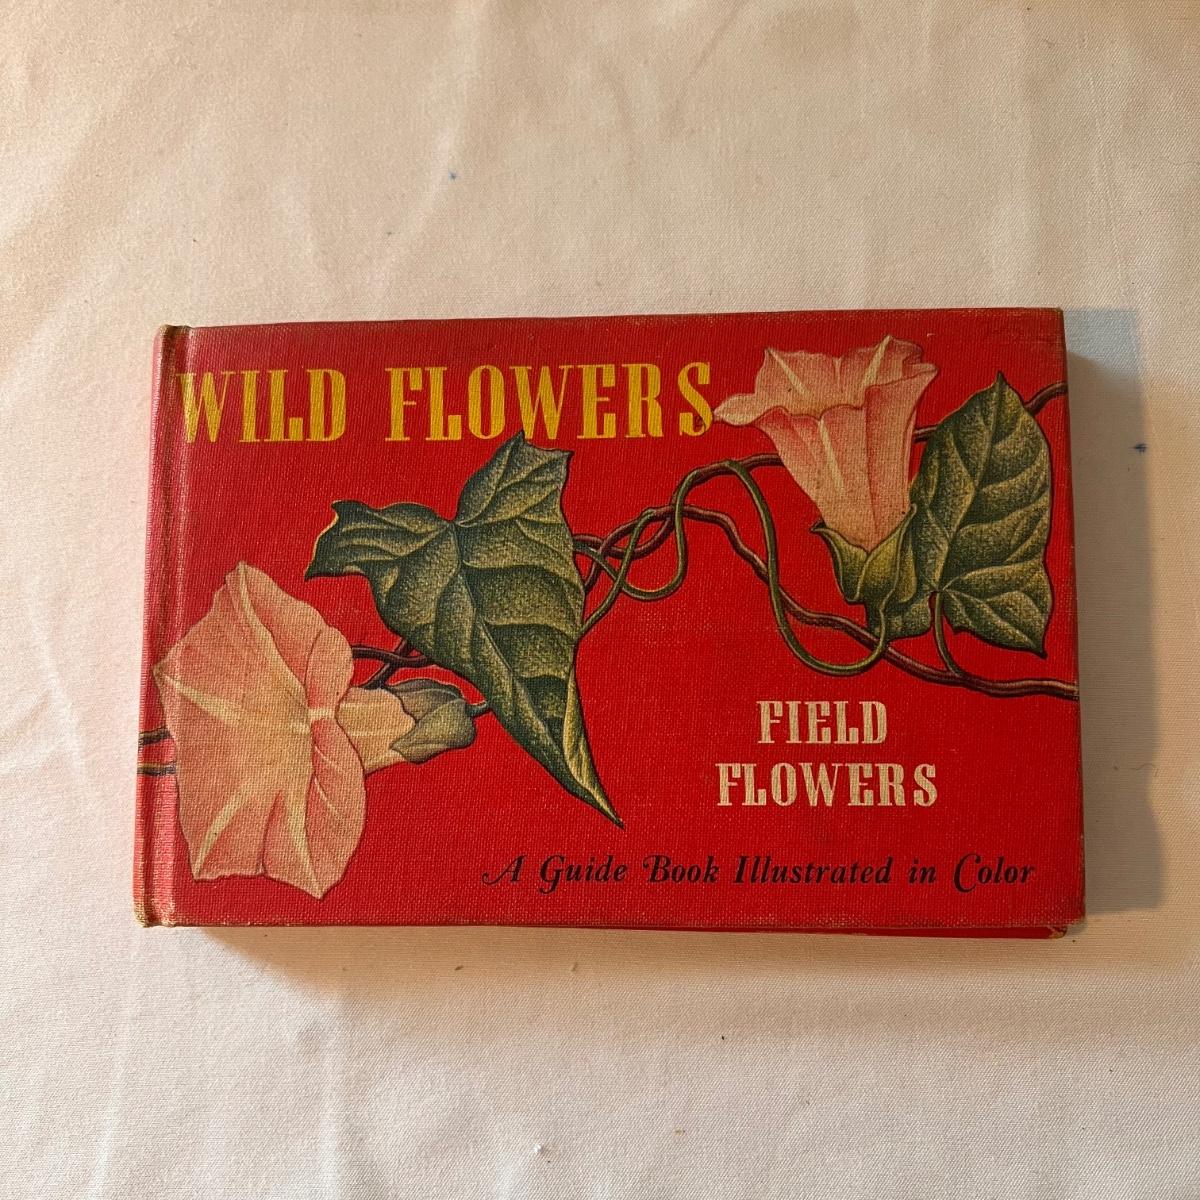 WILD FLOWERS
FIELD
FLOWERS
A Guide Book Illustrated in Color